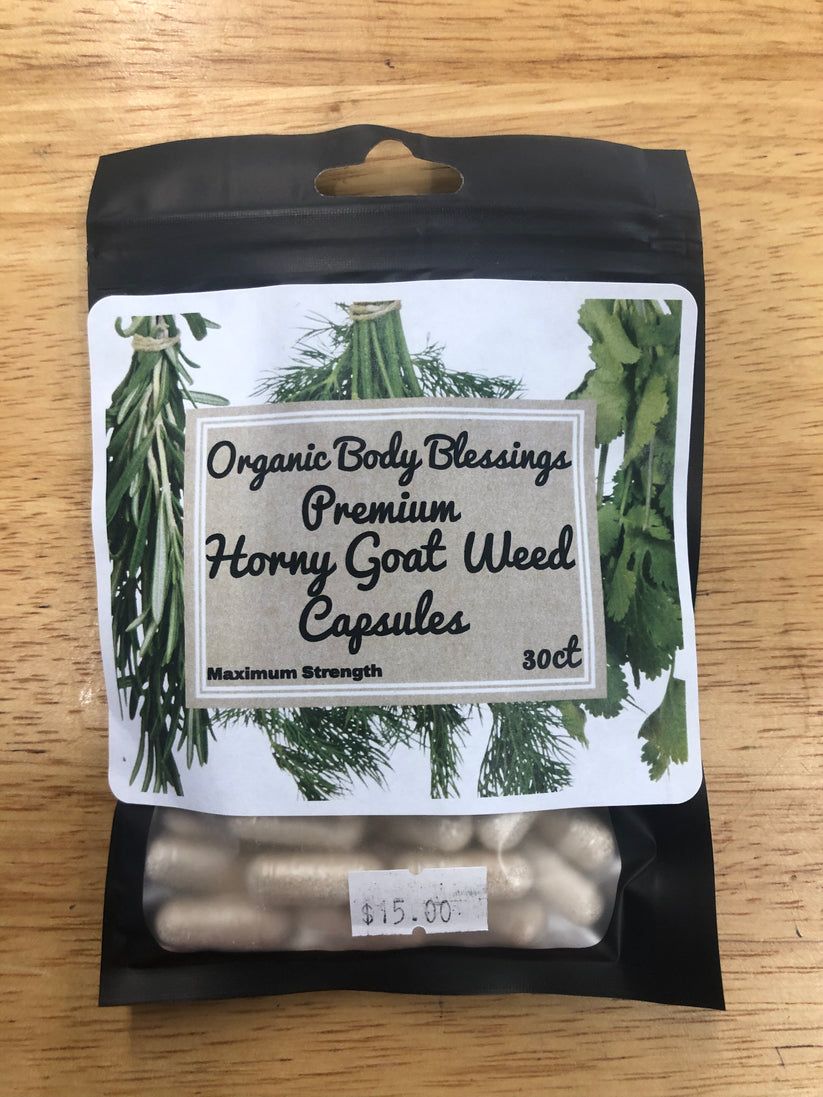 Organic Body Blessings
Premium
Horny Goat Weed
Capsules
30ct
Maximum Strength
$15.00